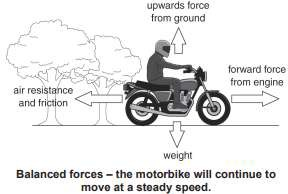 upwards force
from ground
forward force
from engine
air resistance
and friction
weight
Balanced forces – the motorbike will continue to
move at a steady speed.